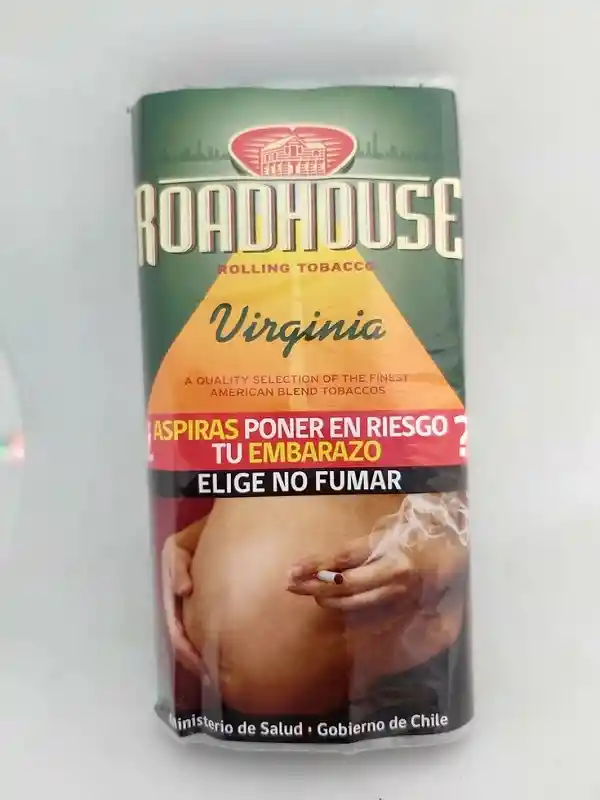 ROADHOUSE
ROLLING TOBACCO
Virginia
A QUALITY SELECTION OF THE FINEST
AMERICAN BLEND TOBACCOS
¿ASPIRAS PONER EN RIESGO
TU EMBARAZO?
ELIGE NO FUMAR
Ministerio de Salud • Gobierno de Chile